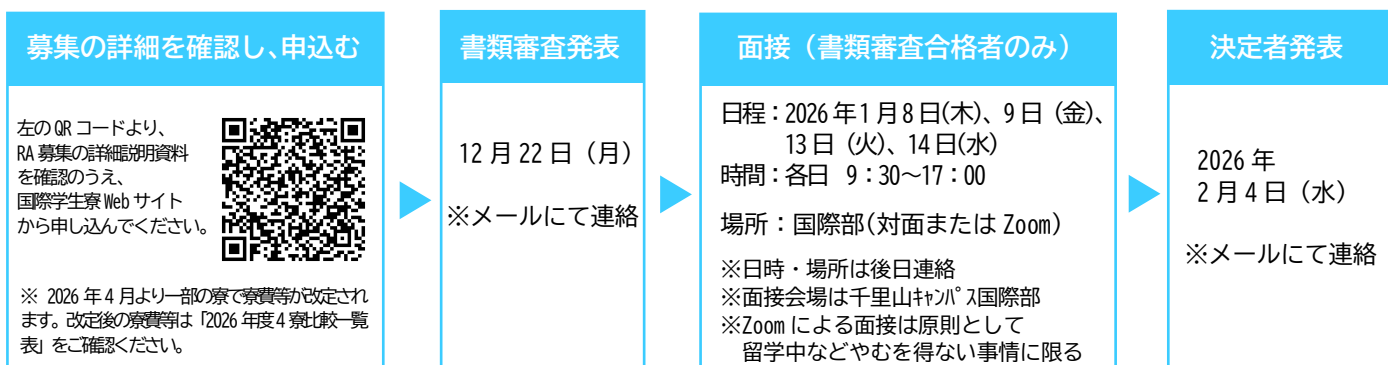 募集の詳細を確認し、申込む
左のQRコードより、
RA募集の詳細説明資料
を確認のうえ、
国際学生寮Webサイト
から申し込んでください。
※ 2026年4月より一部の寮で寮費等が改定され
ます。改定後の寮費等は「2026年度4寮比較一覧
表」をご確認ください。
書類審査発表
12月22日（月）
※メールにて連絡
面接（書類審査合格者のみ）
日程：2026年1月8日(木)、9日（金）、
13日（火）、14日(水)
時間：各日 9：30～17：00
場所：国際部(対面またはZoom)
※日時・場所は後日連絡
※面接会場は千里山ｷｬﾝﾊﾟｽ国際部
※Zoomによる面接は原則として
留学中などやむを得ない事情に限る
決定者発表
2026年
2月4日（水）
※メールにて連絡